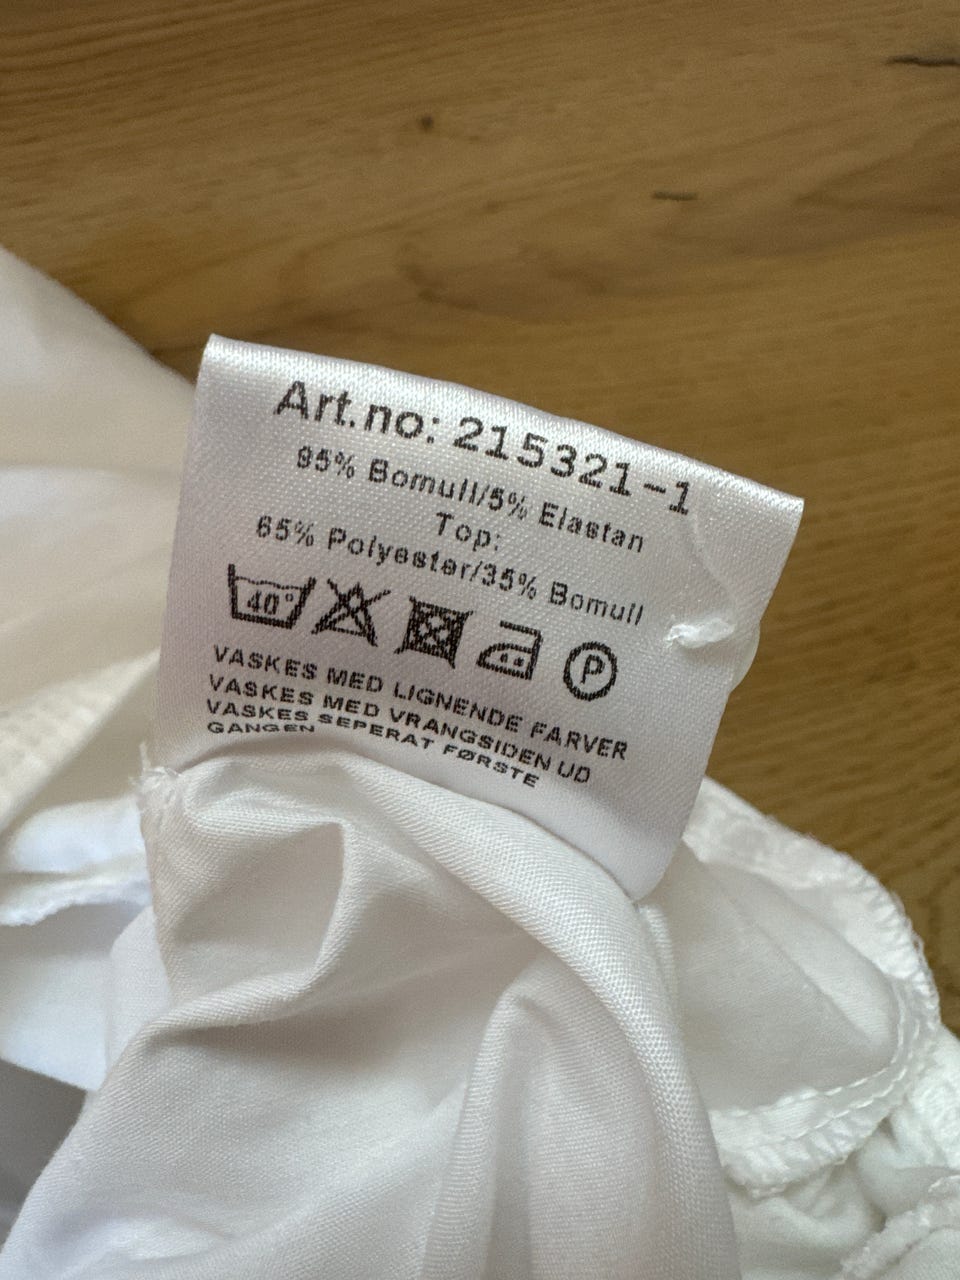 Art.no: 215321-1
95% Bomull/5% Elastan
Top:
65% Polyester/35% Bomull
40° P
VASKES MED LIGNENDE FARVER
VASKES MED VRANGSIDEN UD
VASKES SEPERAT FØRSTE
GANGEN